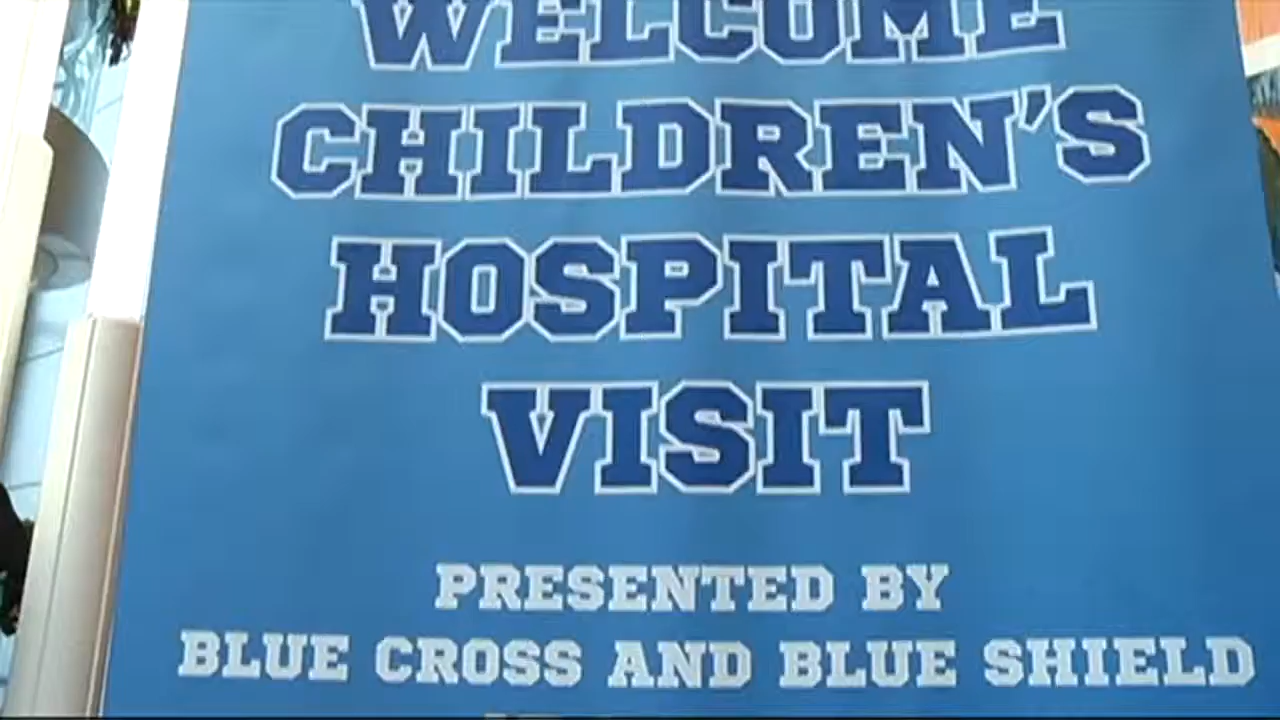 WELCOME
CHILDREN'S
HOSPITAL
VISIT
PRESENTED BY
BLUE CROSS AND BLUE SHIELD